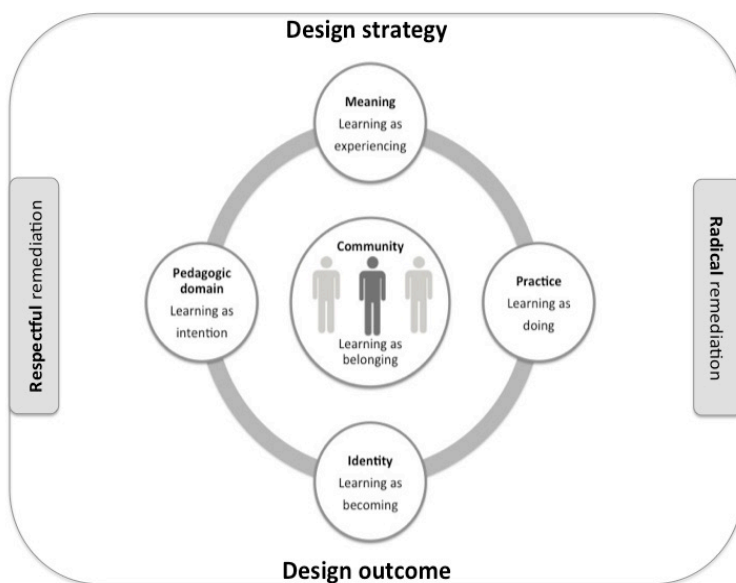 Design strategy
Meaning
Learning as
experiencing
Respectful remediation
Pedagogic
domain
Learning as
intention
Community
Learning as
belonging
Practice
Learning as
doing
Radical remediation
Identity
Learning as
becoming
Design outcome